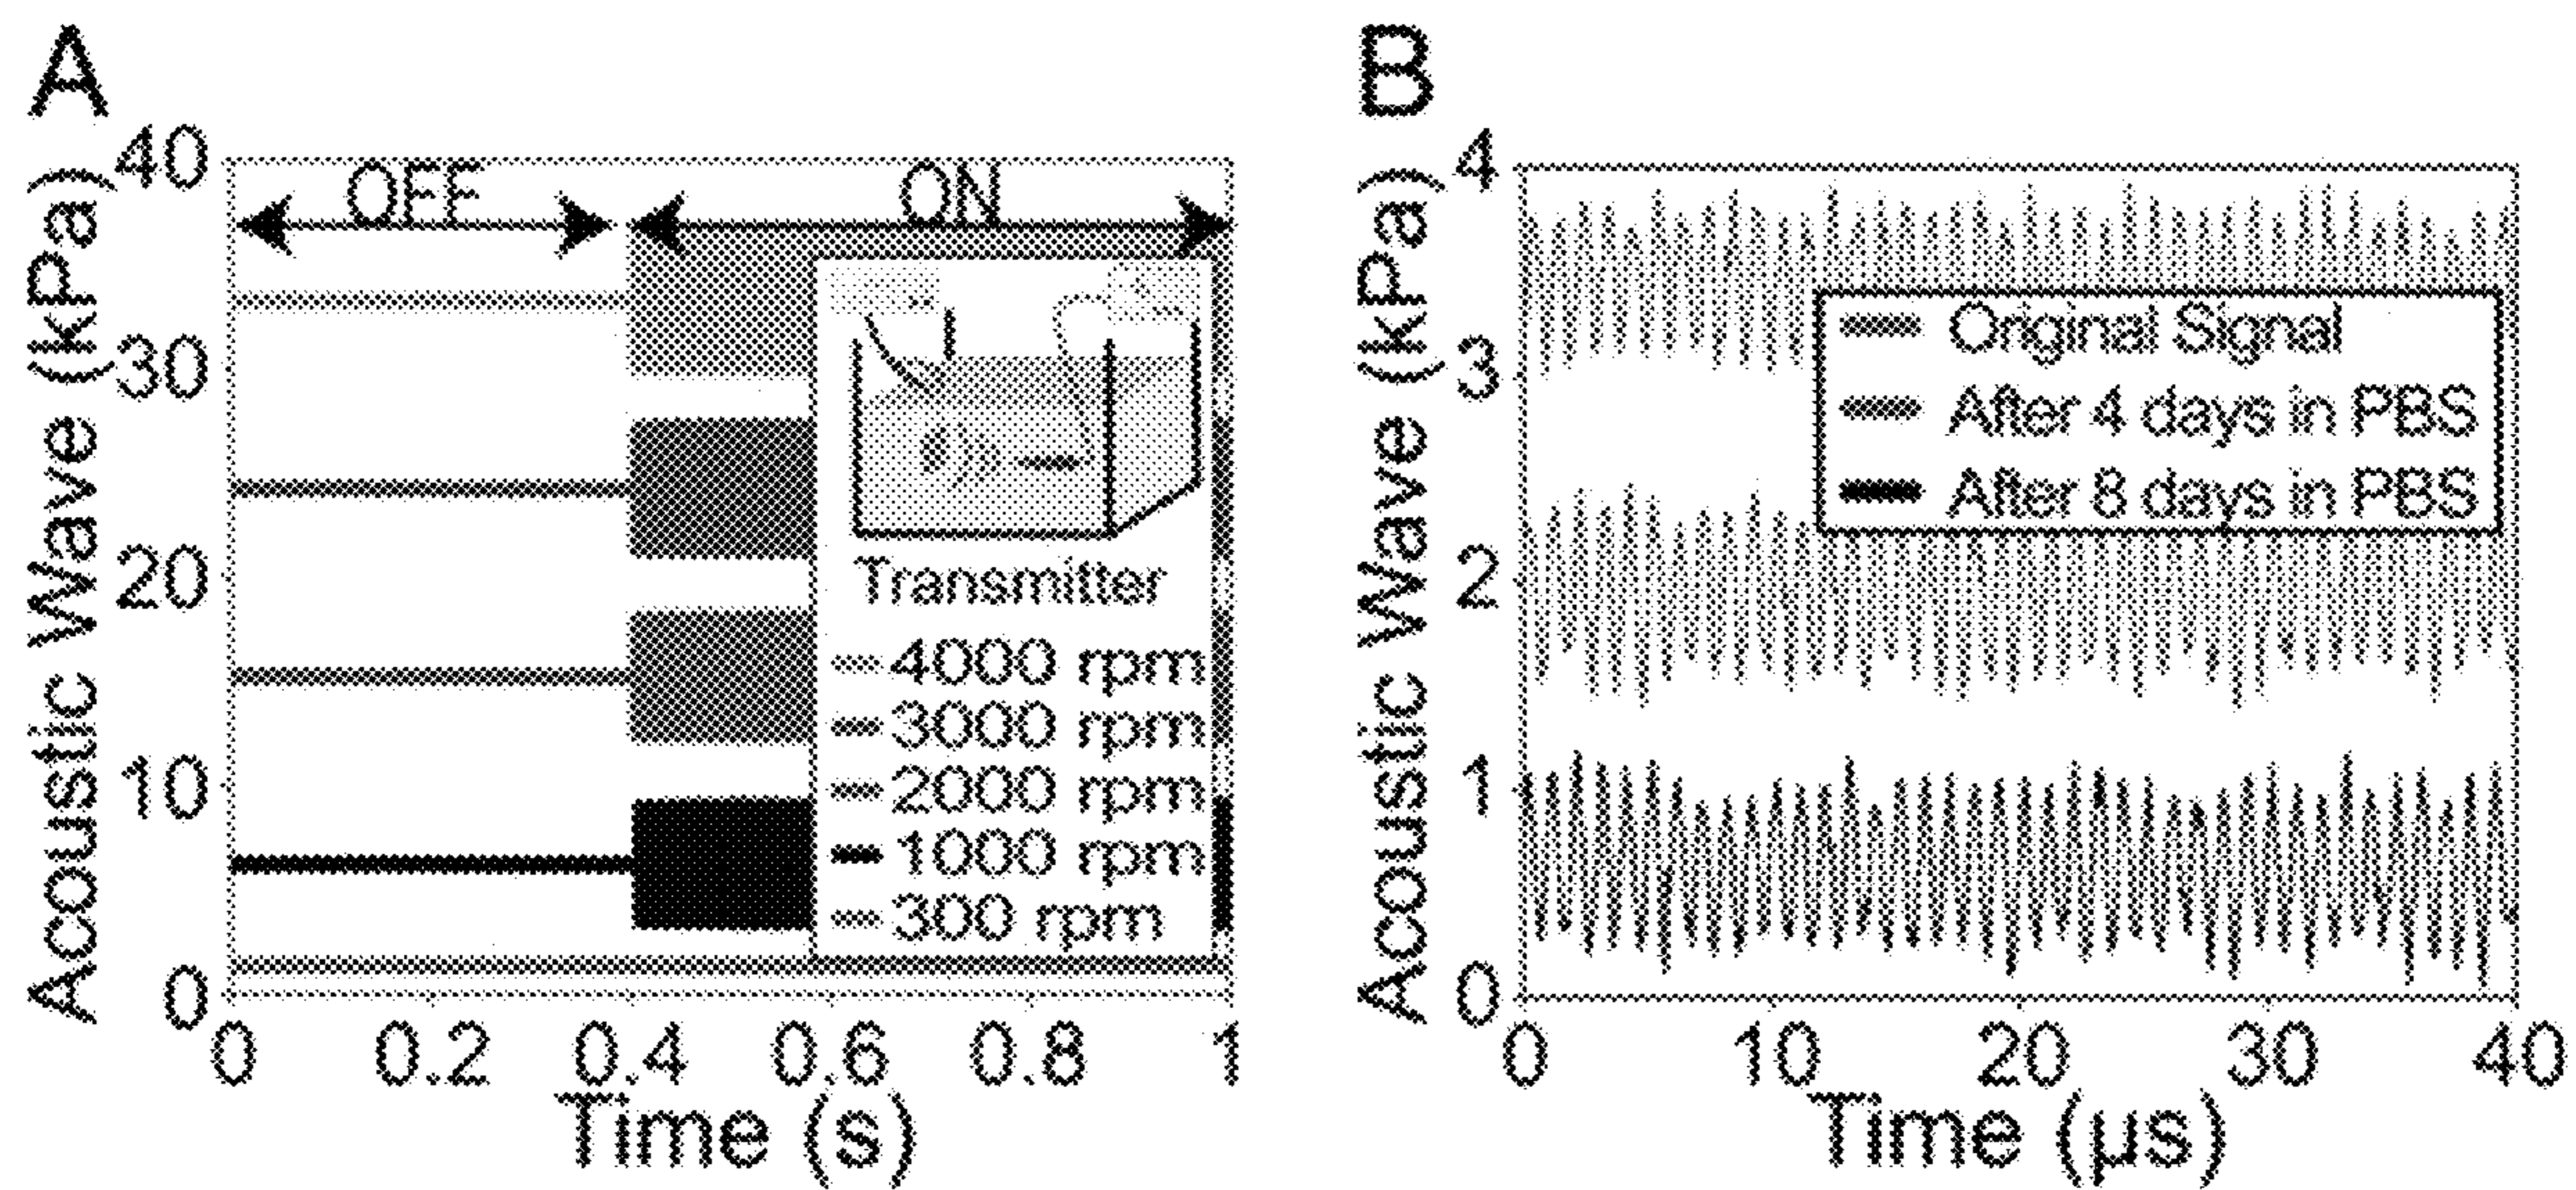 A
Acoustic Wave (kPa)
40
30
20
10
0
OFF
ON
Transmitter
4000 rpm
3000 rpm
2000 rpm
1000 rpm
300 rpm
0 0.2 0.4 0.6 0.8 1
Time (s)
B
Acoustic Wave (kPa)
4
3
2
1
0
Original Signal
After 4 days in PBS
After 8 days in PBS
0 10 20 30 40
Time (μs)